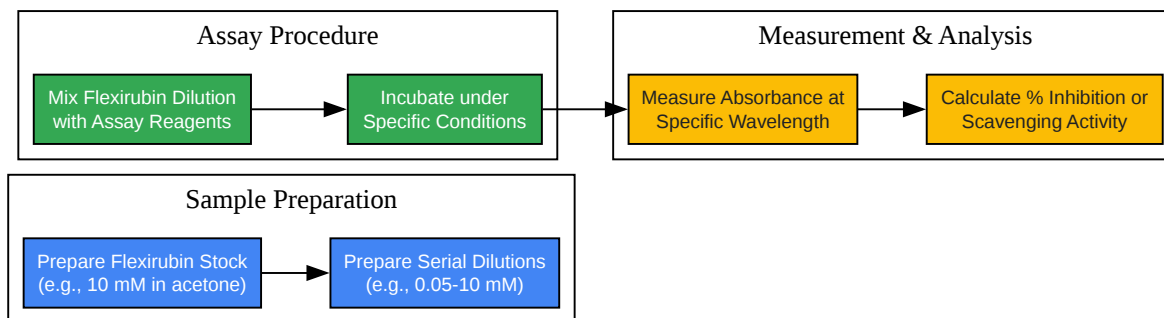 Assay Procedure
Mix Flexirubin Dilution
with Assay Reagents
Incubate under
Specific Conditions
Measurement & Analysis
Measure Absorbance at
Specific Wavelength
Calculate % Inhibition or
Scavenging Activity
Sample Preparation
Prepare Flexirubin Stock
(e.g., 10 mM in acetone)
Prepare Serial Dilutions
(e.g., 0.05-10 mM)